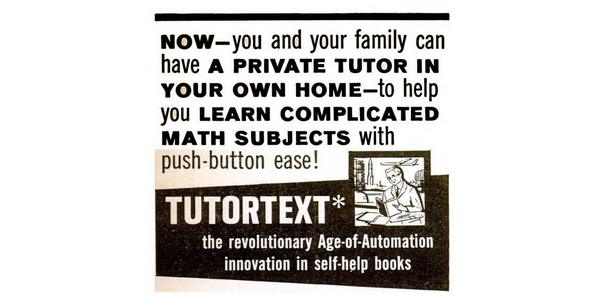 NOW—you and your family can
have A PRIVATE TUTOR IN
YOUR OWN HOME—to help
you LEARN COMPLICATED
MATH SUBJECTS with
push-button ease!
TUTORTEXT*
the revolutionary Age-of-Automation
innovation in self-help books